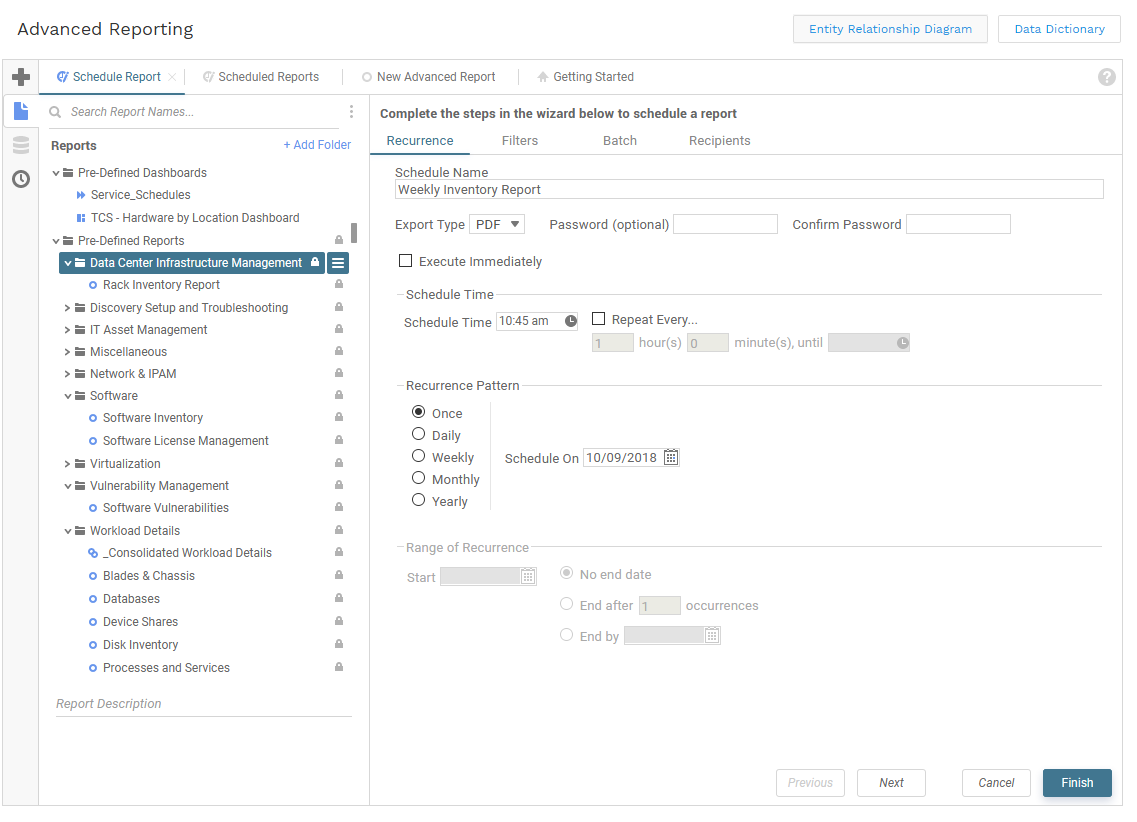 Advanced Reporting
Entity Relationship Diagram
Data Dictionary
Schedule Report
Scheduled Reports
New Advanced Report
Getting Started
?
Search Report Names...
Reports
+ Add Folder
Pre-Defined Dashboards
Service_Schedules
TCS - Hardware by Location Dashboard
Pre-Defined Reports
Data Center Infrastructure Management
Rack Inventory Report
Discovery Setup and Troubleshooting
IT Asset Management
Miscellaneous
Network & IPAM
Software
Software Inventory
Software License Management
Virtualization
Vulnerability Management
Software Vulnerabilities
Workload Details
_Consolidated Workload Details
Blades & Chassis
Databases
Device Shares
Disk Inventory
Processes and Services
Report Description
Complete the steps in the wizard below to schedule a report
Recurrence Filters Batch Recipients
Schedule Name
Weekly Inventory Report
Export Type PDF Password (optional) Confirm Password
Execute Immediately
Schedule Time
Schedule Time 10:45 am Repeat Every...
1 hour(s) 0 minute(s), until
Recurrence Pattern
Once
Daily
Weekly
Monthly
Yearly
Schedule On 10/09/2018
Range of Recurrence
Start
No end date
End after 1 occurrences
End by
Previous Next Cancel Finish